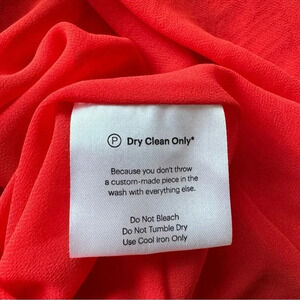 Ⓟ Dry Clean Only*
Because you don't throw
a custom-made piece in the
wash with everything else.
Do Not Bleach
Do Not Tumble Dry
Use Cool Iron Only